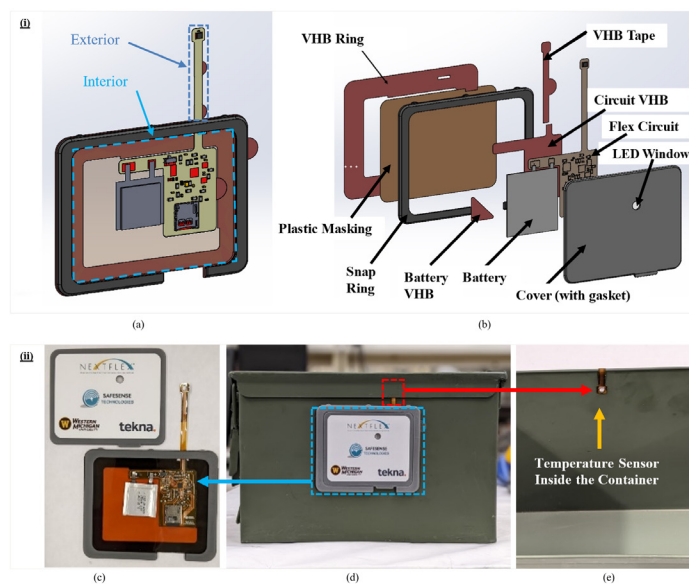 (i)
Exterior
Interior
(a)
VHB Ring
VHB Tape
Circuit VHB
Flex Circuit
LED Window
Plastic Masking
Snap
Ring
Battery
VHB
Battery
Cover (with gasket)
(b)
(ii)
NEXTFLEX
SAFESENSE
TECHNOLOGIES
WESTERN
MICHIGAN
UNIVERSITY
tekna.
(c)
NEXTFLEX
SAFESENSE
TECHNOLOGIES
WESTERN
MICHIGAN
tekna.
(d)
Temperature Sensor
Inside the Container
(e)